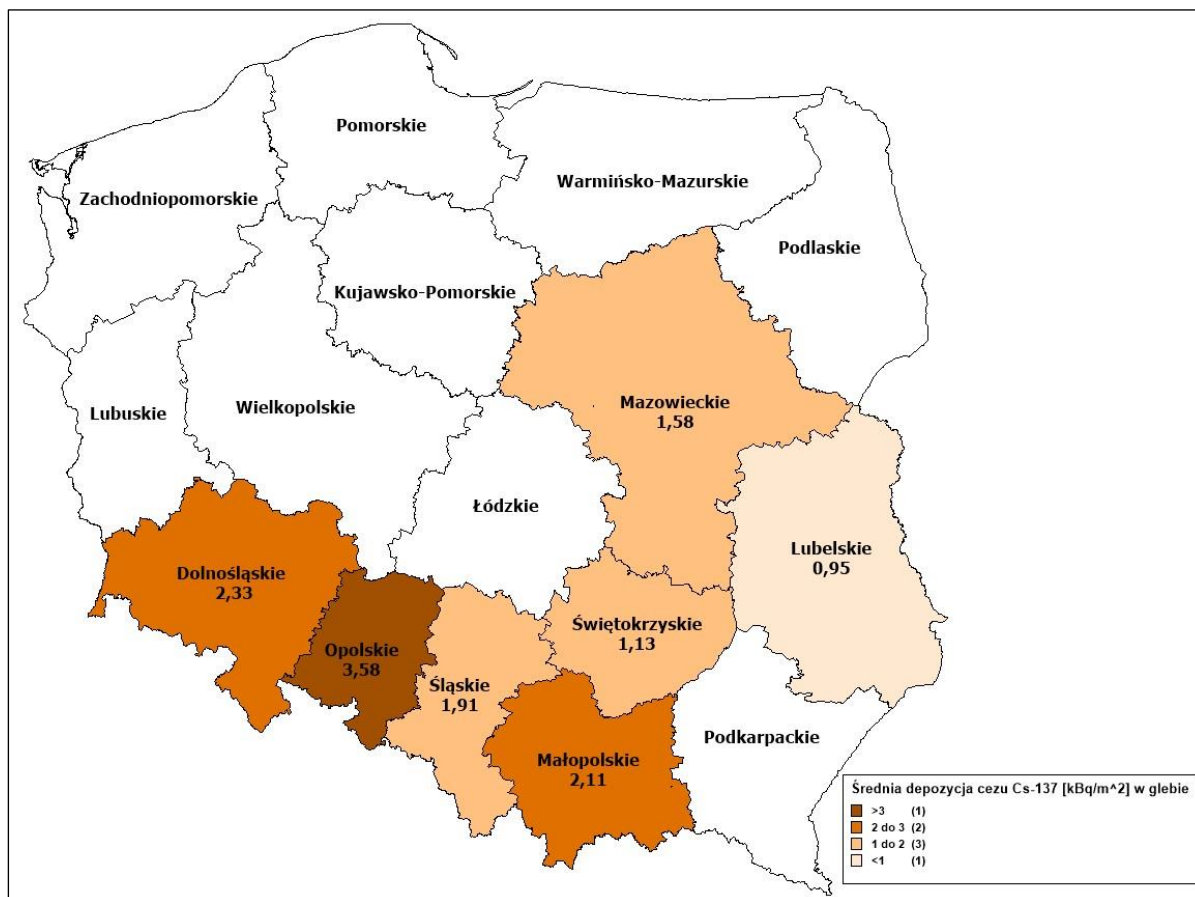 Pomorskie
Warmińsko-Mazurskie
Zachodniopomorskie
Podlaskie
Kujawsko-Pomorskie
Mazowieckie
1,58
Wielkopolskie
Lubuskie
Łódzkie
Lubelskie
0,95
Dolnośląskie
2,33
Świętokrzyskie
1,13
Opolskie
3,58
Śląskie
1,91
Podkarpackie
Małopolskie
2,11
Średnia depozycja cezu Cs-137 [kBq/m^2] w glebie
>3 (1)
2 do 3 (2)
1 do 2 (3)
<1 (1)